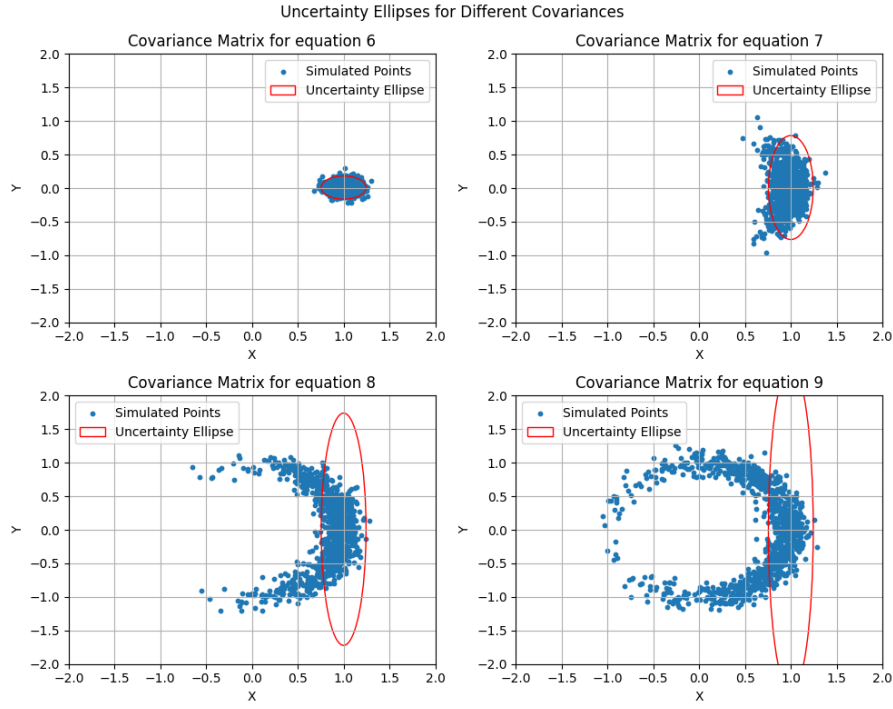 Uncertainty Ellipses for Different Covariances
Covariance Matrix for equation 6
2.0
1.5
1.0
0.5
0.0
−0.5
−1.0
−1.5
−2.0
Y
Simulated Points
Uncertainty Ellipse
−2.0 −1.5 −1.0 −0.5 0.0 0.5 1.0 1.5 2.0
X
Covariance Matrix for equation 7
2.0
1.5
1.0
0.5
0.0
−0.5
−1.0
−1.5
−2.0
Y
Simulated Points
Uncertainty Ellipse
−2.0 −1.5 −1.0 −0.5 0.0 0.5 1.0 1.5 2.0
X
Covariance Matrix for equation 8
2.0
1.5
1.0
0.5
0.0
−0.5
−1.0
−1.5
−2.0
Y
Simulated Points
Uncertainty Ellipse
−2.0 −1.5 −1.0 −0.5 0.0 0.5 1.0 1.5 2.0
X
Covariance Matrix for equation 9
2.0
1.5
1.0
0.5
0.0
−0.5
−1.0
−1.5
−2.0
Y
Simulated Points
Uncertainty Ellipse
−2.0 −1.5 −1.0 −0.5 0.0 0.5 1.0 1.5 2.0
X